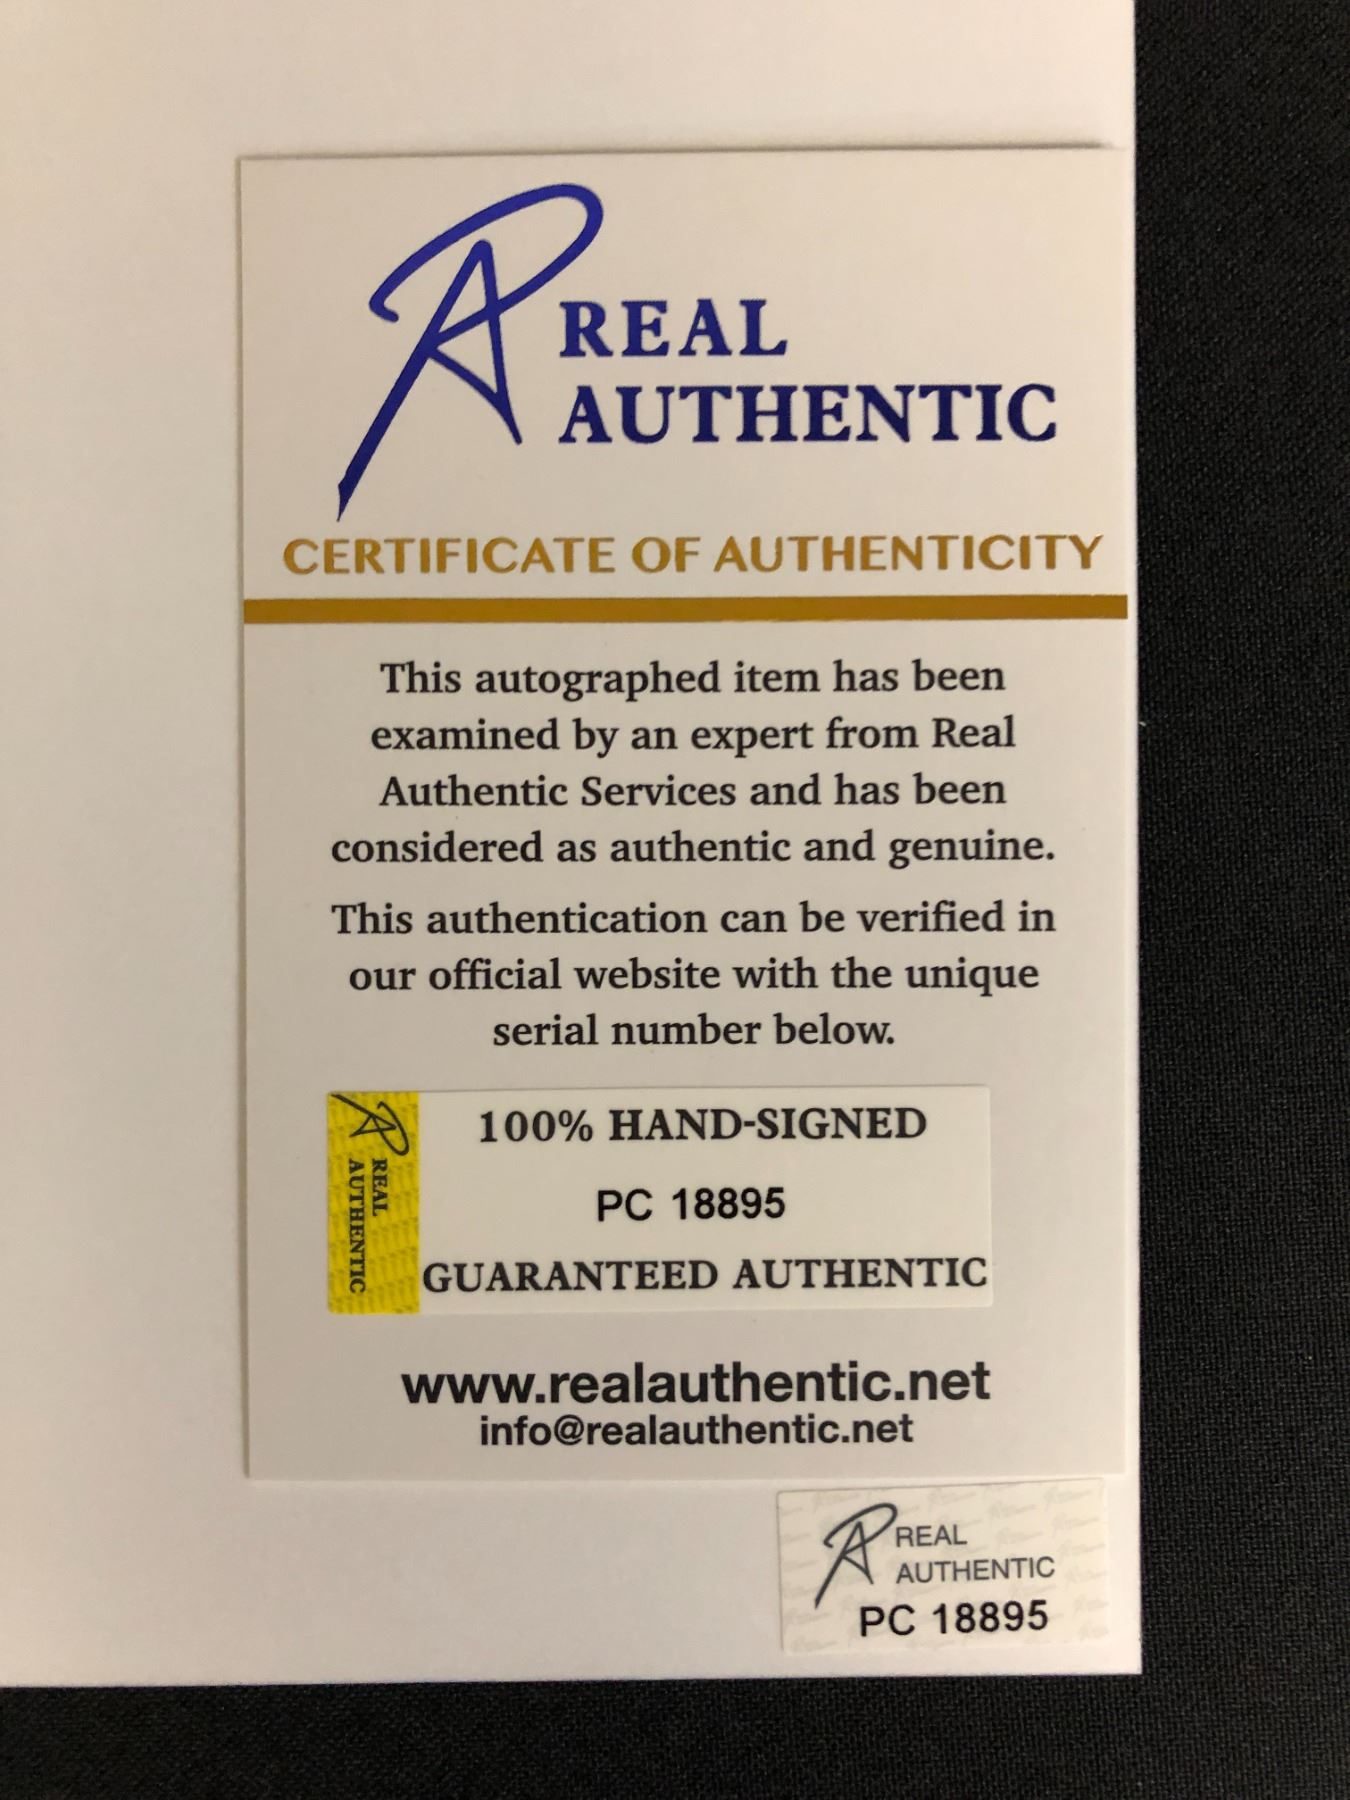 REAL
AUTHENTIC
CERTIFICATE OF AUTHENTICITY
This autographed item has been
examined by an expert from Real
Authentic Services and has been
considered as authentic and genuine.
This authentication can be verified in
our official website with the unique
serial number below.
REAL
AUTHENTIC
100% HAND-SIGNED
PC 18895
GUARANTEED AUTHENTIC
www.realauthentic.net
info@realauthentic.net
REAL
AUTHENTIC
PC 18895